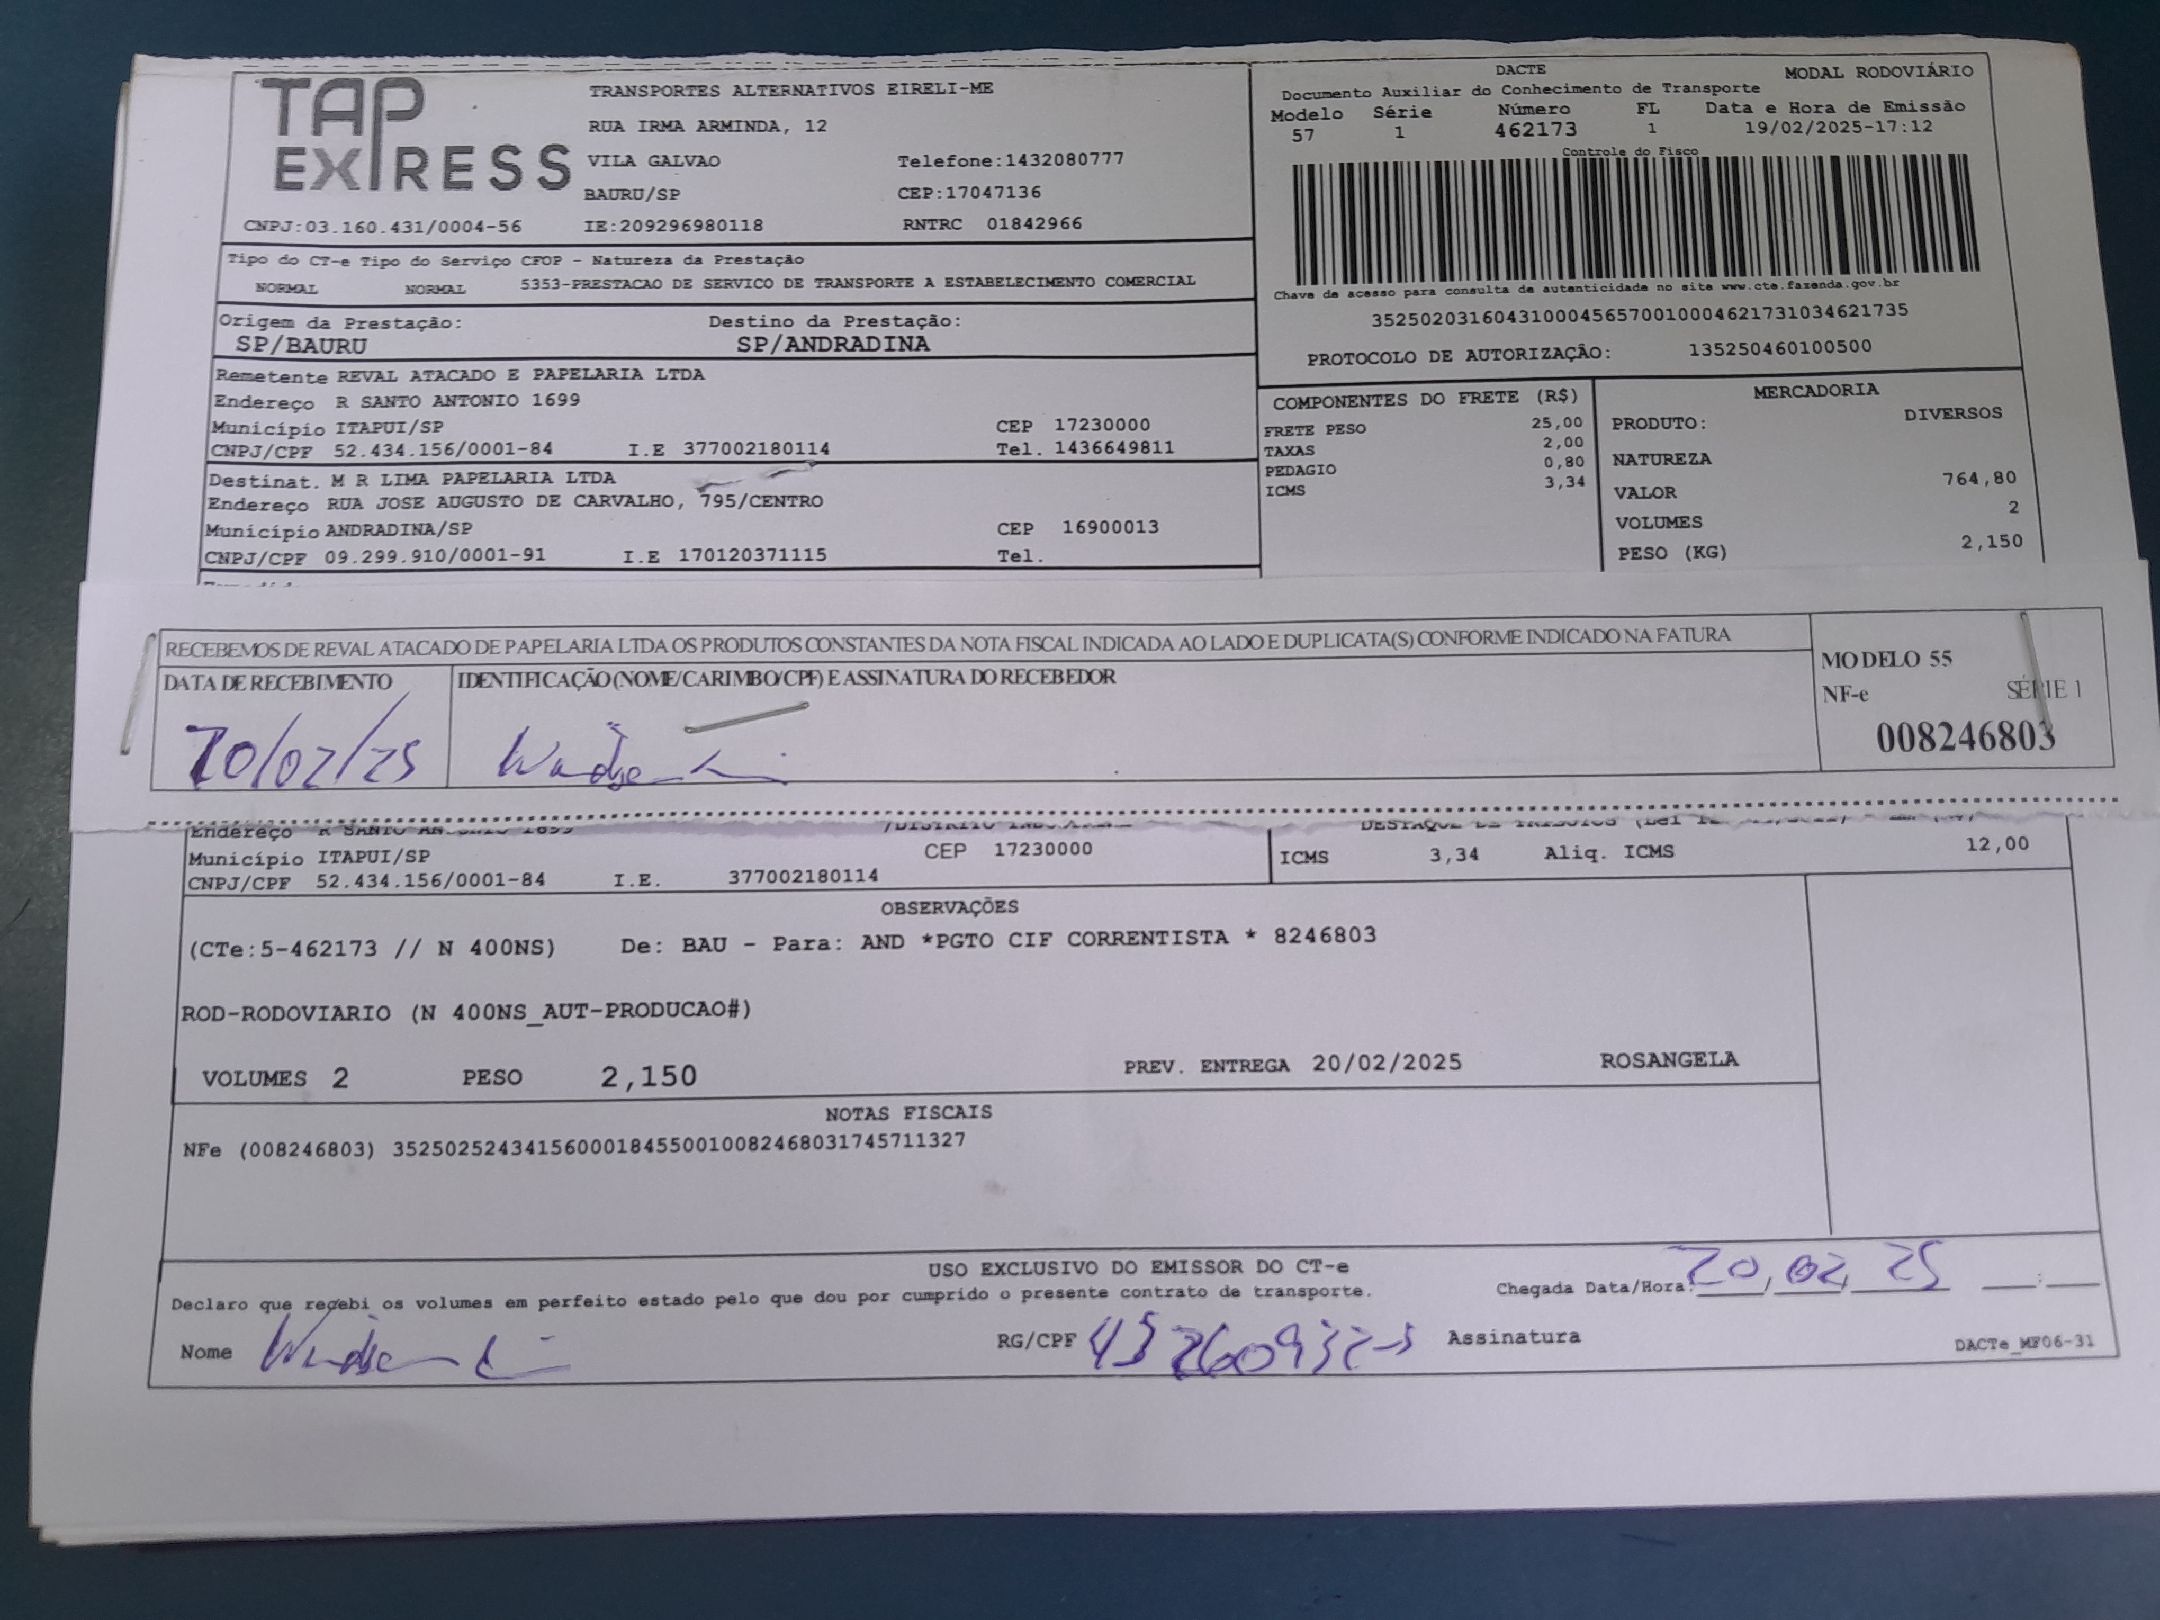 TAP EXPRESS
TRANSPORTES ALTERNATIVOS EIRELI-ME
RUA IRMA ARMINDA, 12
VILA GALVAO Telefone:1432080777
BAURU/SP CEP:17047136
CNPJ:03.160.431/0004-56 IE:209296980118 RNTRC 01842966
DACTE MODAL RODOVIÁRIO
Documento Auxiliar do Conhecimento de Transporte
Modelo Série Número FL Data e Hora de Emissão
57 1 462173 1 19/02/2025-17:12
Controle do Fisco
Chave de acesso para consulta de autenticidade no site www.cte.fazenda.gov.br
35250203160431000456570010004621731034621735
PROTOCOLO DE AUTORIZAÇÃO: 135250460100500
Tipo do CT-e Tipo do Serviço CFOP - Natureza da Prestação
NORMAL NORMAL 5353-PRESTACAO DE SERVICO DE TRANSPORTE A ESTABELECIMENTO COMERCIAL
Origem da Prestação: Destino da Prestação:
SP/BAURU SP/ANDRADINA
Remetente REVAL ATACADO E PAPELARIA LTDA
Endereço R SANTO ANTONIO 1699
Município ITAPUI/SP CEP 17230000
CNPJ/CPF 52.434.156/0001-84 I.E 377002180114 Tel. 1436649811
Destinat. M R LIMA PAPELARIA LTDA
Endereço RUA JOSE AUGUSTO DE CARVALHO, 795/CENTRO
Município ANDRADINA/SP CEP 16900013
CNPJ/CPF 09.299.910/0001-91 I.E 170120371115 Tel.
COMPONENTES DO FRETE (R$)
FRETE PESO 25,00
TAXAS 2,00
PEDAGIO 0,80
ICMS 3,34
MERCADORIA
PRODUTO: DIVERSOS
NATUREZA
VALOR 764,80
VOLUMES 2
PESO (KG) 2,150
RECEBEMOS DE REVAL ATACADO DE PAPELARIA LTDA OS PRODUTOS CONSTANTES DA NOTA FISCAL INDICADA AO LADO E DUPLICATA(S) CONFORME INDICADO NA FATURA
DATA DE RECEBIMENTO IDENTIFICAÇÃO (NOME/CARIMBO/CPF) E ASSINATURA DO RECEBEDOR
20/02/25
MODELO 55
NF-e SÉRIE 1
008246803
Endereço R SANTO
Município ITAPUI/SP CEP 17230000
CNPJ/CPF 52.434.156/0001-84 I.E. 377002180114
ICMS 3,34 Aliq. ICMS 12,00
OBSERVAÇÕES
(CTe:5-462173 // N 400NS) De: BAU - Para: AND *PGTO CIF CORRENTISTA * 8246803
ROD-RODOVIARIO (N 400NS_AUT-PRODUCAO#)
VOLUMES 2 PESO 2,150 PREV. ENTREGA 20/02/2025 ROSANGELA
NOTAS FISCAIS
NFe (008246803) 35250252434156000184550010082468031745711327
USO EXCLUSIVO DO EMISSOR DO CT-e
Declaro que recebi os volumes em perfeito estado pelo que dou por cumprido o presente contrato de transporte. Chegada Data/Hora: 20/02/25
Nome RG/CPF Assinatura
DACTe_MF06-31